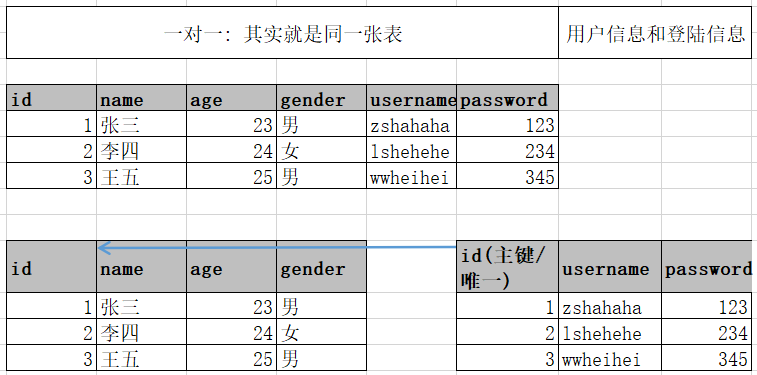 一对一: 其实就是同一张表 用户信息和登陆信息
id name age gender username password
1 张三 23 男 zshahaha 123
2 李四 24 女 lshehehe 234
3 王五 25 男 wwheihei 345
id name age gender id(主键/
唯一) username password
1 张三 23 男 1 zshahaha 123
2 李四 24 女 2 lshehehe 234
3 王五 25 男 3 wwheihei 345